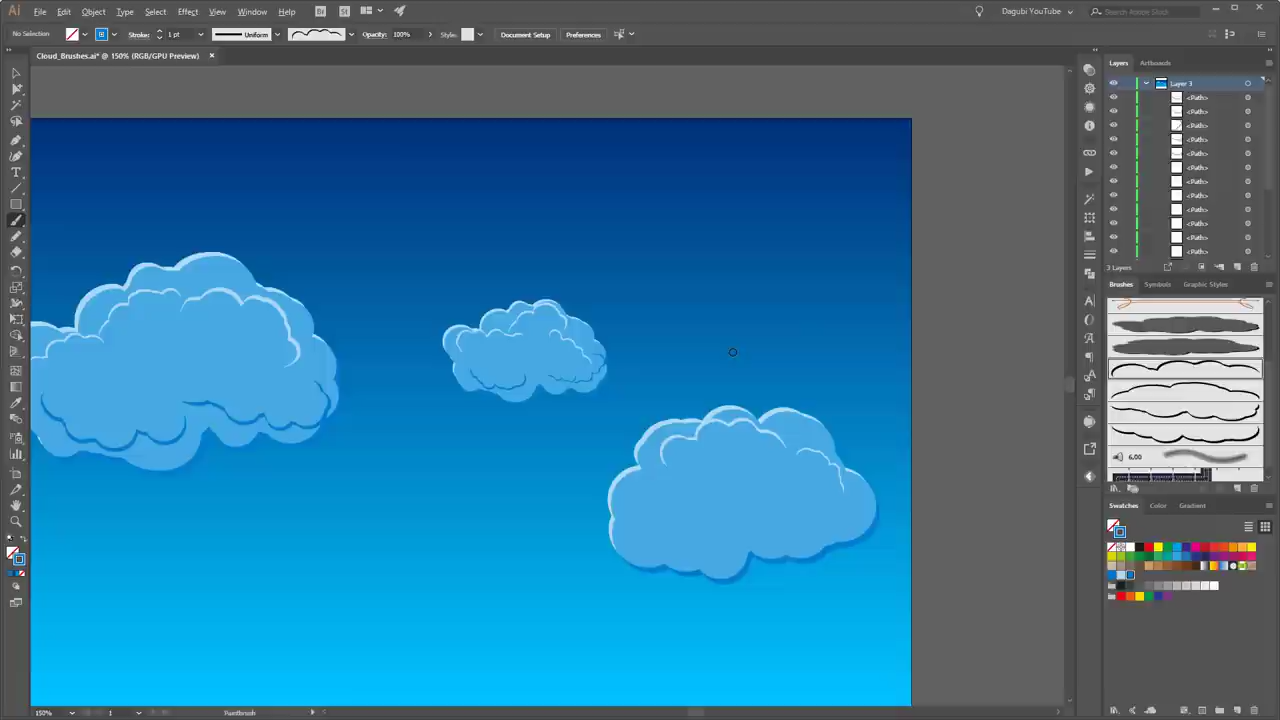 Ai File Edit Object Type Select Effect View Window Help Br St Dagubi YouTube Search Adobe Stock
No Selection Stroke: 1 pt Uniform Opacity: 100% Style: Document Setup Preferences
Cloud_Brushes.ai* @ 150% (RGB/GPU Preview) ×
Layers Artboards
Layer 3
<Path>
<Path>
<Path>
<Path>
<Path>
<Path>
<Path>
<Path>
<Path>
<Path>
<Path>
<Path>
3 Layers
Brushes Symbols Graphic Styles
6,00
Swatches Color Gradient
150% 1 Paintbrush